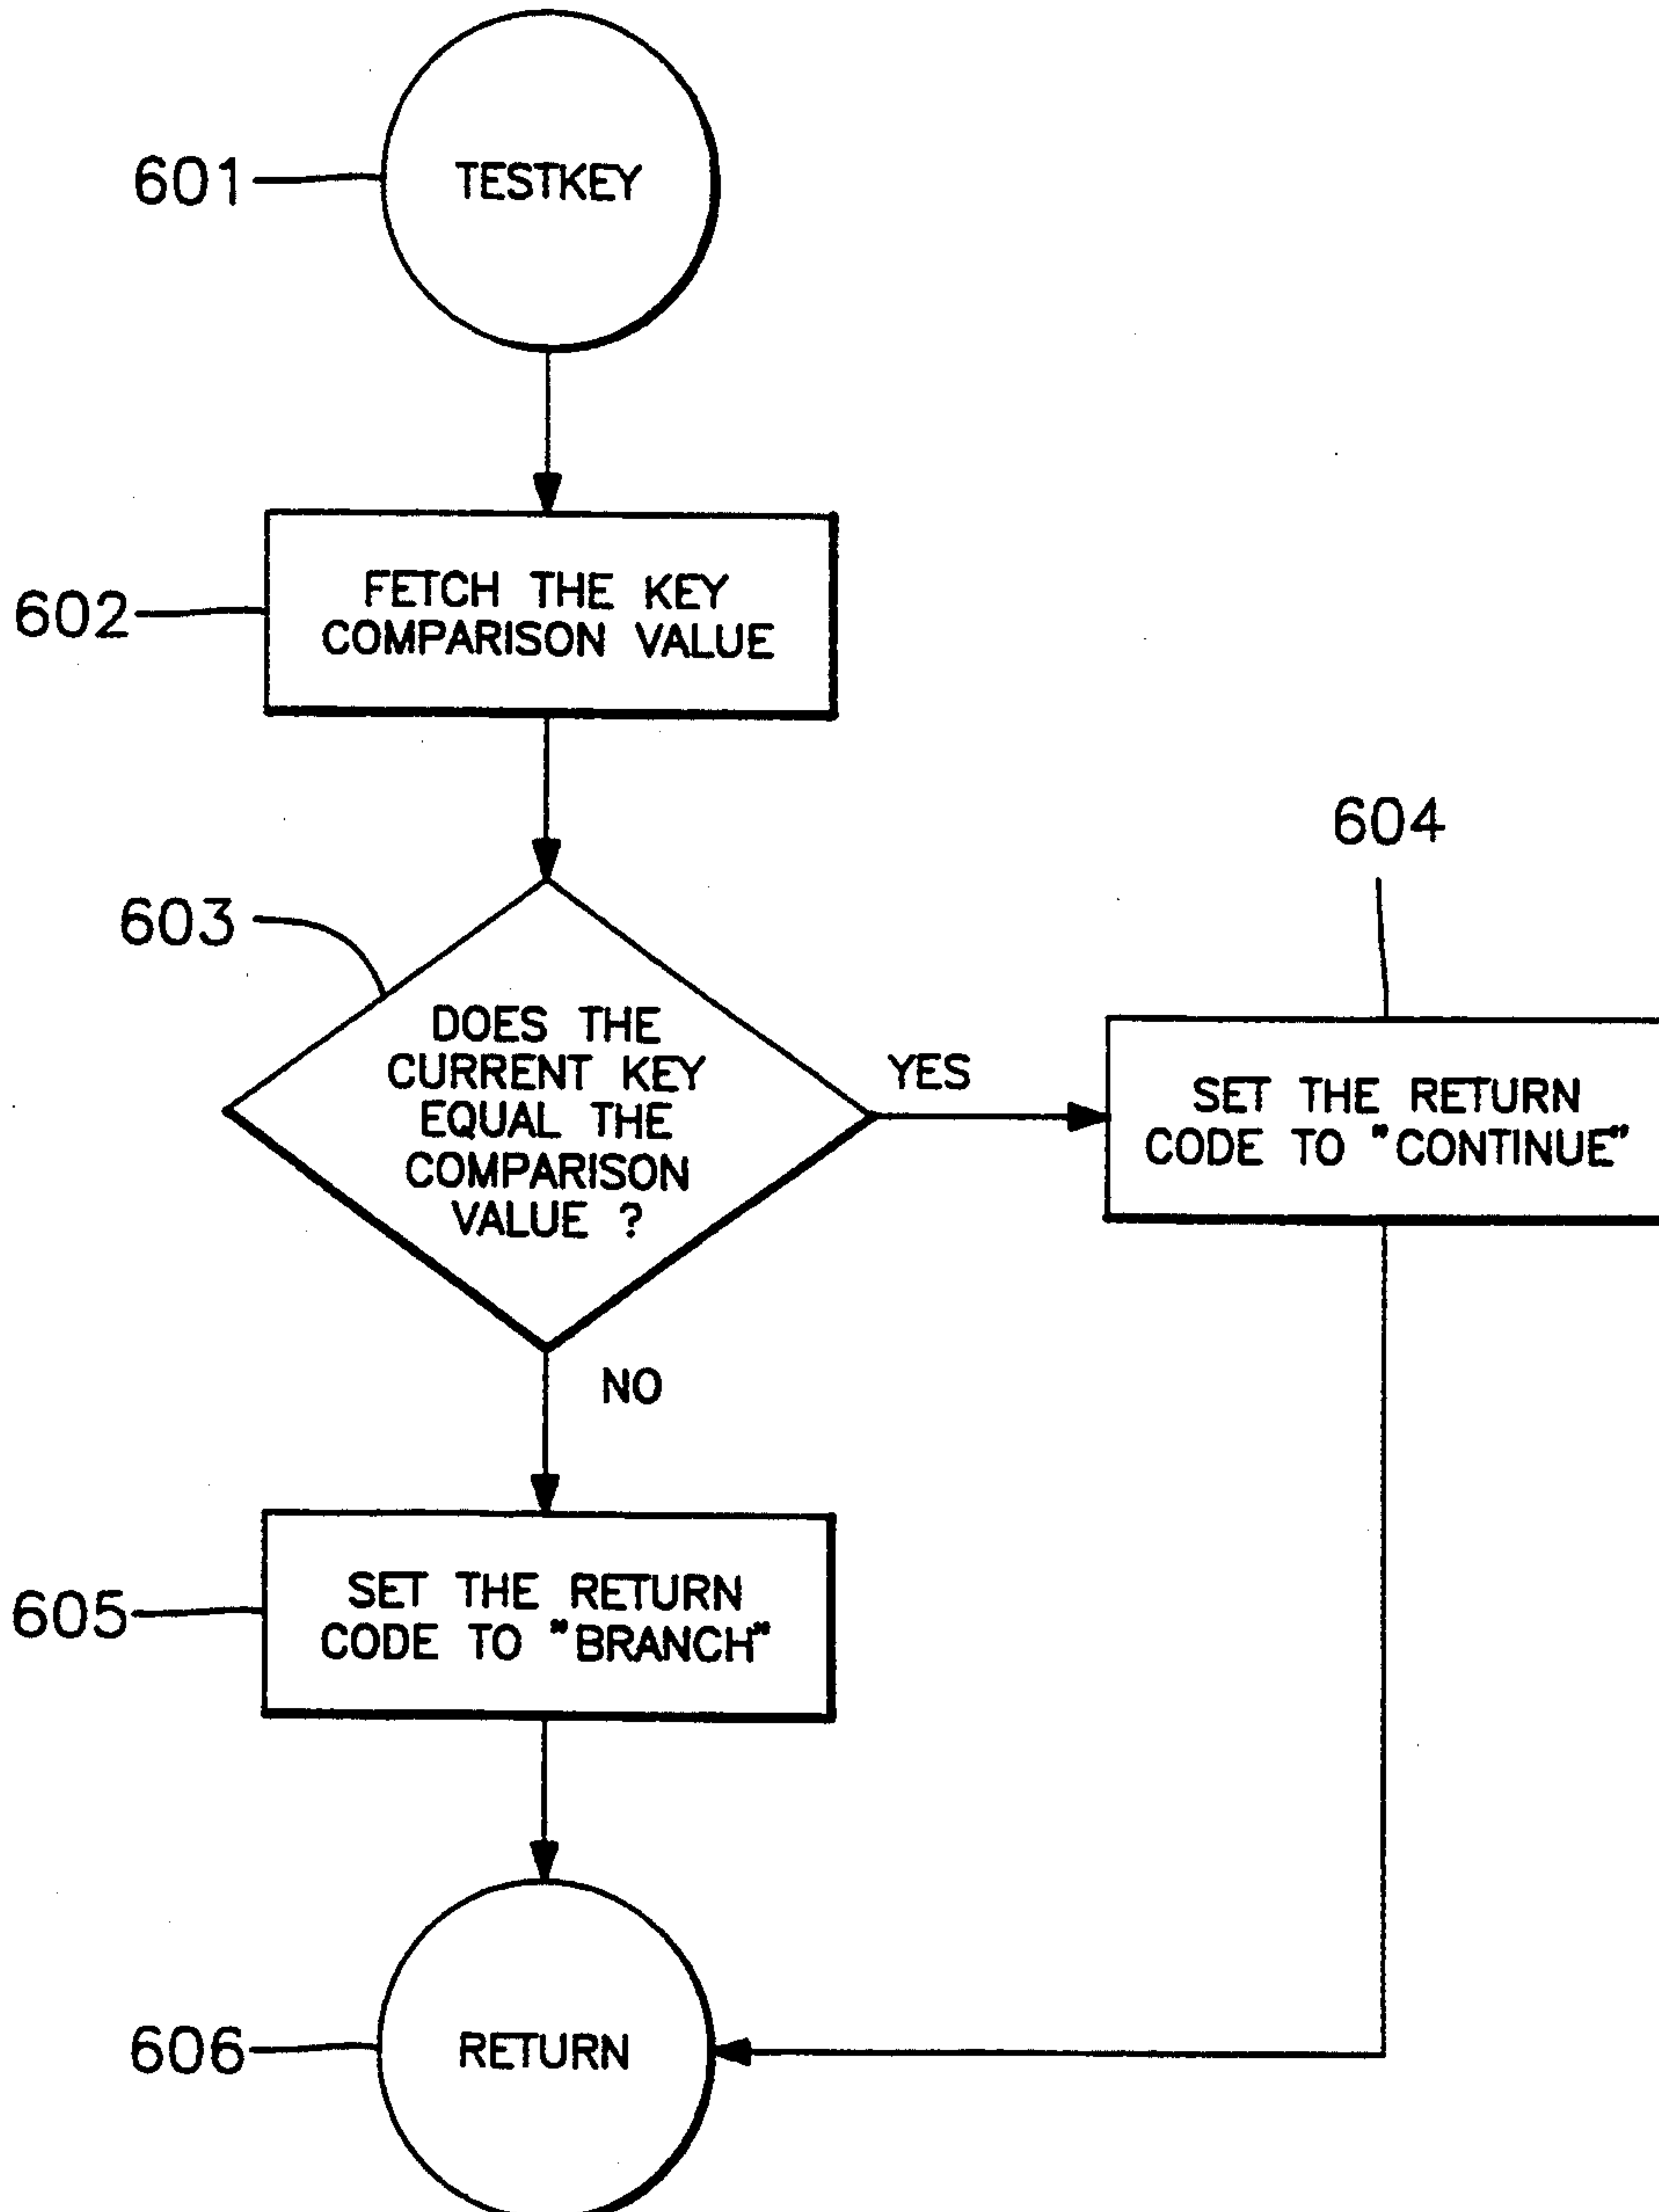 601
TESTKEY
602
FETCH THE KEY
COMPARISON VALUE
603
DOES THE
CURRENT KEY
EQUAL THE
COMPARISON
VALUE ?
YES
604
SET THE RETURN
CODE TO "CONTINUE"
NO
605
SET THE RETURN
CODE TO "BRANCH"
606
RETURN